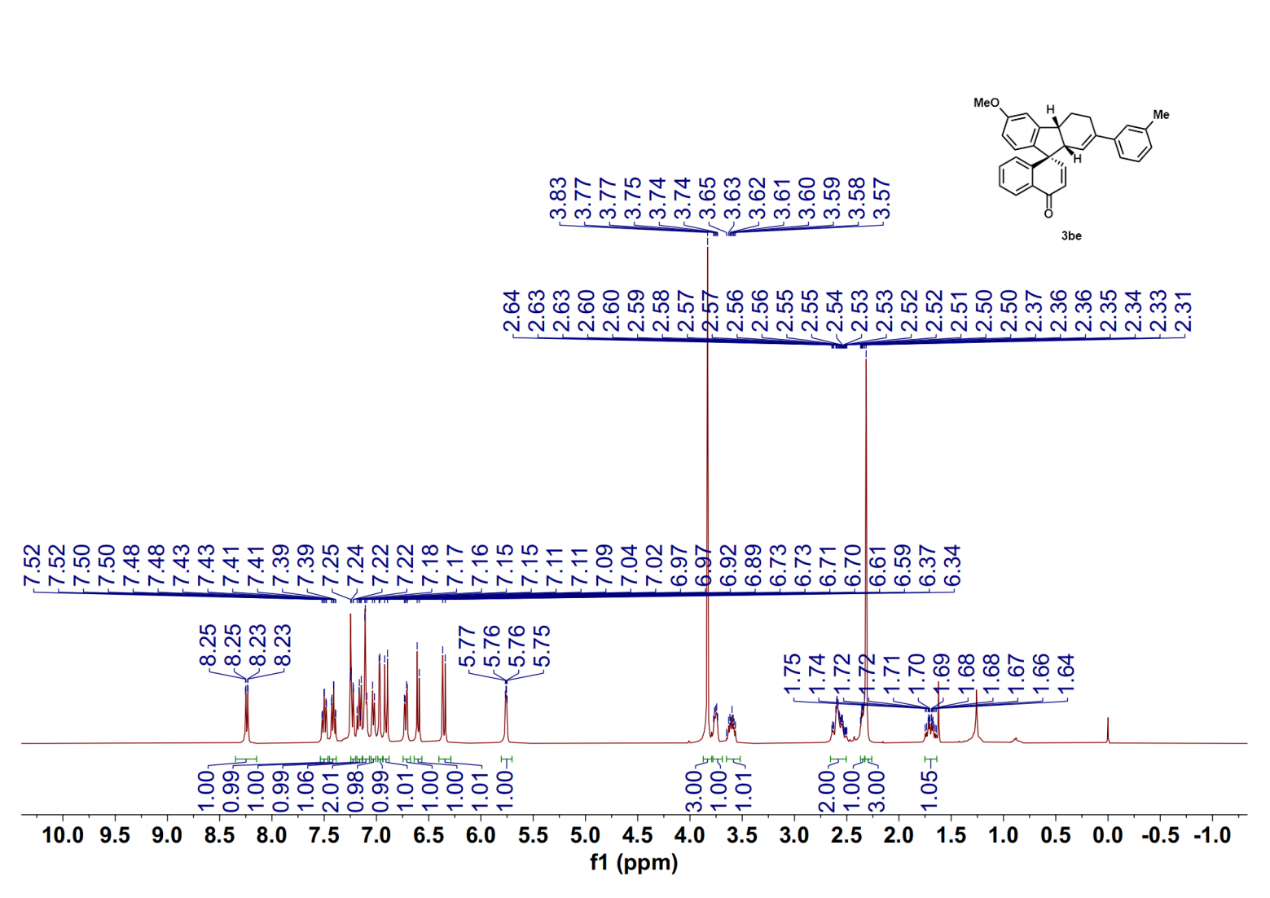 MeO
H
Me
H
O
3be
3.83 3.77 3.77 3.75 3.74 3.74 3.65 3.63 3.62 3.61 3.60 3.59 3.58 3.57
2.64 2.63 2.63 2.60 2.60 2.59 2.58 2.57 2.57 2.56 2.56 2.55 2.55 2.54 2.53 2.53 2.52 2.52 2.51 2.50 2.50 2.37 2.36 2.36 2.35 2.34 2.33 2.31
7.52 7.52 7.50 7.50 7.48 7.48 7.43 7.43 7.41 7.41 7.39 7.39 7.25 7.24 7.22 7.22 7.18 7.17 7.16 7.15 7.15 7.11 7.11 7.09 7.04 7.02 6.97 6.97 6.92 6.89 6.73 6.73 6.71 6.70 6.61 6.59 6.37 6.34
8.25 8.25 8.23 8.23
5.77 5.76 5.76 5.75
1.75 1.74 1.72 1.72 1.71 1.70 1.69 1.68 1.68 1.67 1.66 1.64
1.00 0.99 1.00 0.99 1.06 2.01 0.98 0.99 1.01 1.00 1.00 1.01 1.00 3.00 1.00 1.01 2.00 1.00 3.00 1.05
10.0 9.5 9.0 8.5 8.0 7.5 7.0 6.5 6.0 5.5 5.0 4.5 4.0 3.5 3.0 2.5 2.0 1.5 1.0 0.5 0.0 -0.5 -1.0
f1 (ppm)